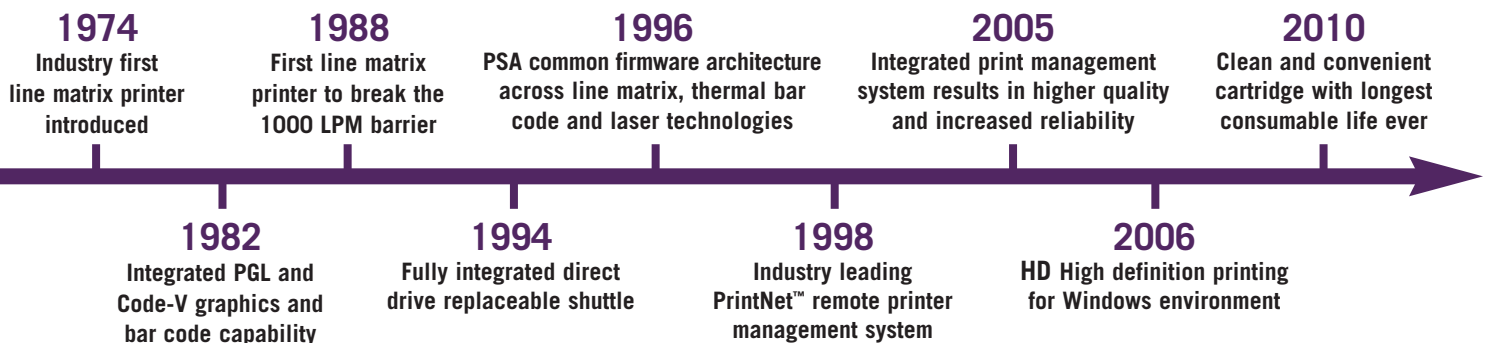 1974
Industry first
line matrix printer
introduced
1988
First line matrix
printer to break the
1000 LPM barrier
1996
PSA common firmware architecture
across line matrix, thermal bar
code and laser technologies
2005
Integrated print management
system results in higher quality
and increased reliability
2010
Clean and convenient
cartridge with longest
consumable life ever
1982
Integrated PGL and
Code-V graphics and
bar code capability
1994
Fully integrated direct
drive replaceable shuttle
1998
Industry leading
PrintNet™ remote printer
management system
2006
HD High definition printing
for Windows environment